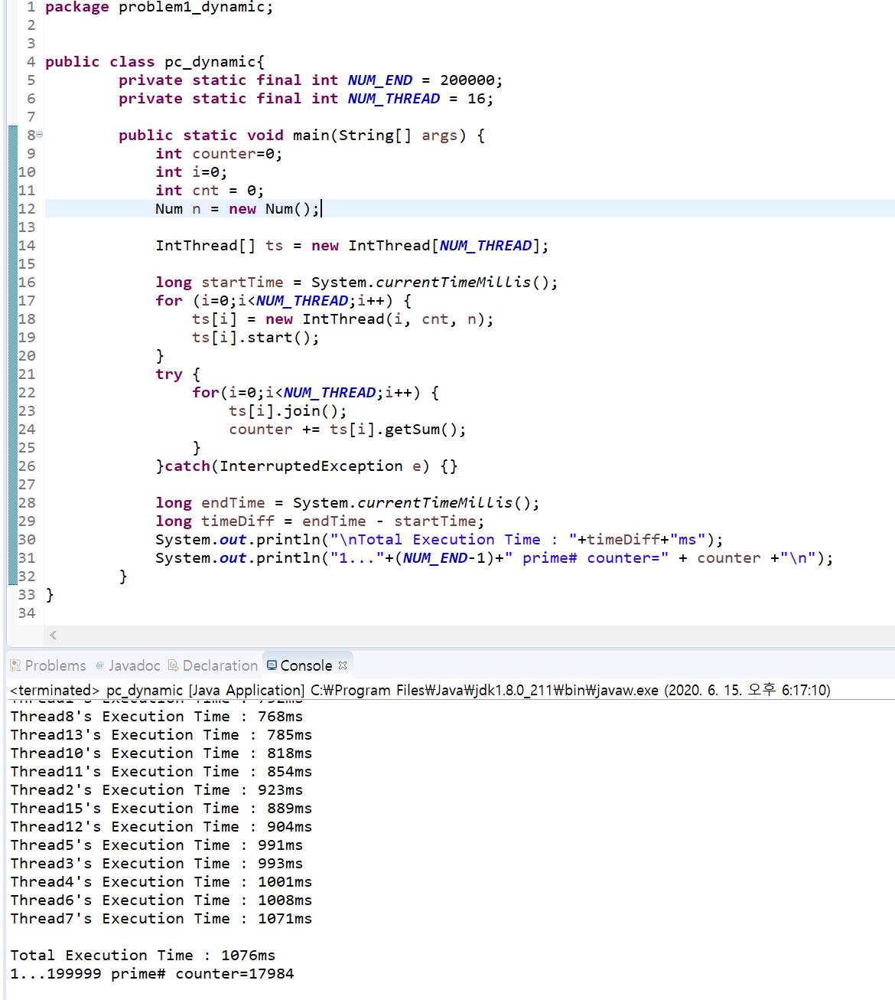 1 package problem1_dynamic;
2
3
4 public class pc_dynamic{
5 private static final int NUM_END = 200000;
6 private static final int NUM_THREAD = 16;
7
8 public static void main(String[] args) {
9 int counter=0;
10 int i=0;
11 int cnt = 0;
12 Num n = new Num();
13
14 IntThread[] ts = new IntThread[NUM_THREAD];
15
16 long startTime = System.currentTimeMillis();
17 for (i=0;i<NUM_THREAD;i++) {
18 ts[i] = new IntThread(i, cnt, n);
19 ts[i].start();
20 }
21 try {
22 for(i=0;i<NUM_THREAD;i++) {
23 ts[i].join();
24 counter += ts[i].getSum();
25 }
26 }catch(InterruptedException e) {}
27
28 long endTime = System.currentTimeMillis();
29 long timeDiff = endTime - startTime;
30 System.out.println("\nTotal Execution Time : "+timeDiff+"ms");
31 System.out.println("1..."+(NUM_END-1)+" prime# counter=" + counter +"\n");
32 }
33 }
34
Problems @ Javadoc Declaration Console
<terminated> pc_dynamic [Java Application] C:₩Program Files₩Java₩jdk1.8.0_211₩bin₩javaw.exe (2020. 6. 15. 오후 6:17:10)
Thread8's Execution Time : 768ms
Thread13's Execution Time : 785ms
Thread10's Execution Time : 818ms
Thread11's Execution Time : 854ms
Thread2's Execution Time : 923ms
Thread15's Execution Time : 889ms
Thread12's Execution Time : 904ms
Thread5's Execution Time : 991ms
Thread3's Execution Time : 993ms
Thread4's Execution Time : 1001ms
Thread6's Execution Time : 1008ms
Thread7's Execution Time : 1071ms

Total Execution Time : 1076ms
1...199999 prime# counter=17984